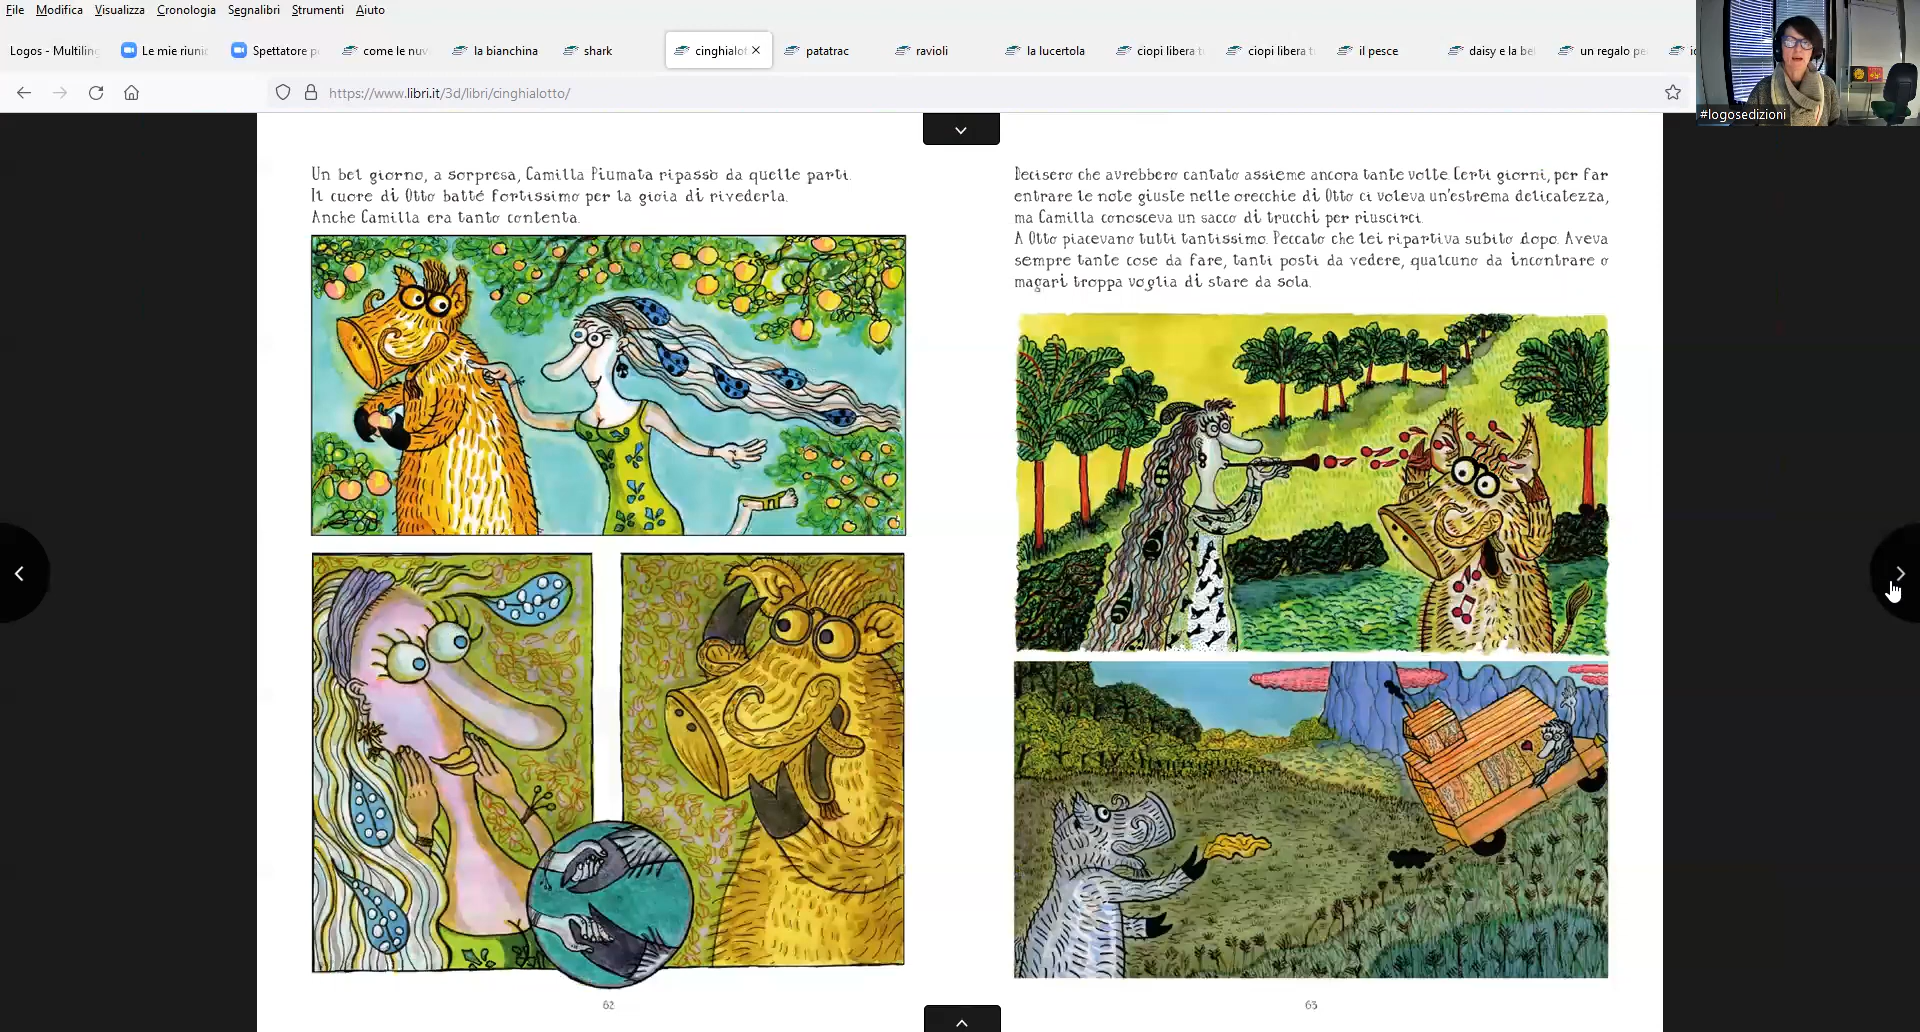 File Modifica Visualizza Cronologia Segnalibri Strumenti Aiuto
Logos - Multiling
Le mie riunic
Spettatore p
come le nuv
la bianchina
shark
cinghialot
patatrac
ravioli
la lucertola
ciopi libera t
ciopi libera t
il pesce
daisy e la be
un regalo pe
https://www.libri.it/3d/libri/cinghialotto/
#logosedizioni
Un bel giorno, a sorpresa, Camilla Piumata ripassò da quelle parti.
Il cuore di Otto batté fortissimo per la gioia di rivederla.
Anche Camilla era tanto contenta.
62
Decisero che avrebbero cantato assieme ancora tante volte. Certi giorni, per far
entrare le note giuste nelle orecchie di Otto ci voleva un'estrema delicatezza,
ma Camilla conosceva un sacco di trucchi per riuscirci.
A Otto piacevano tutti tantissimo. Peccato che lei ripartiva subito dopo. Aveva
sempre tante cose da fare, tanti posti da vedere, qualcuno da incontrare o
magari troppa voglia di stare da sola.
63